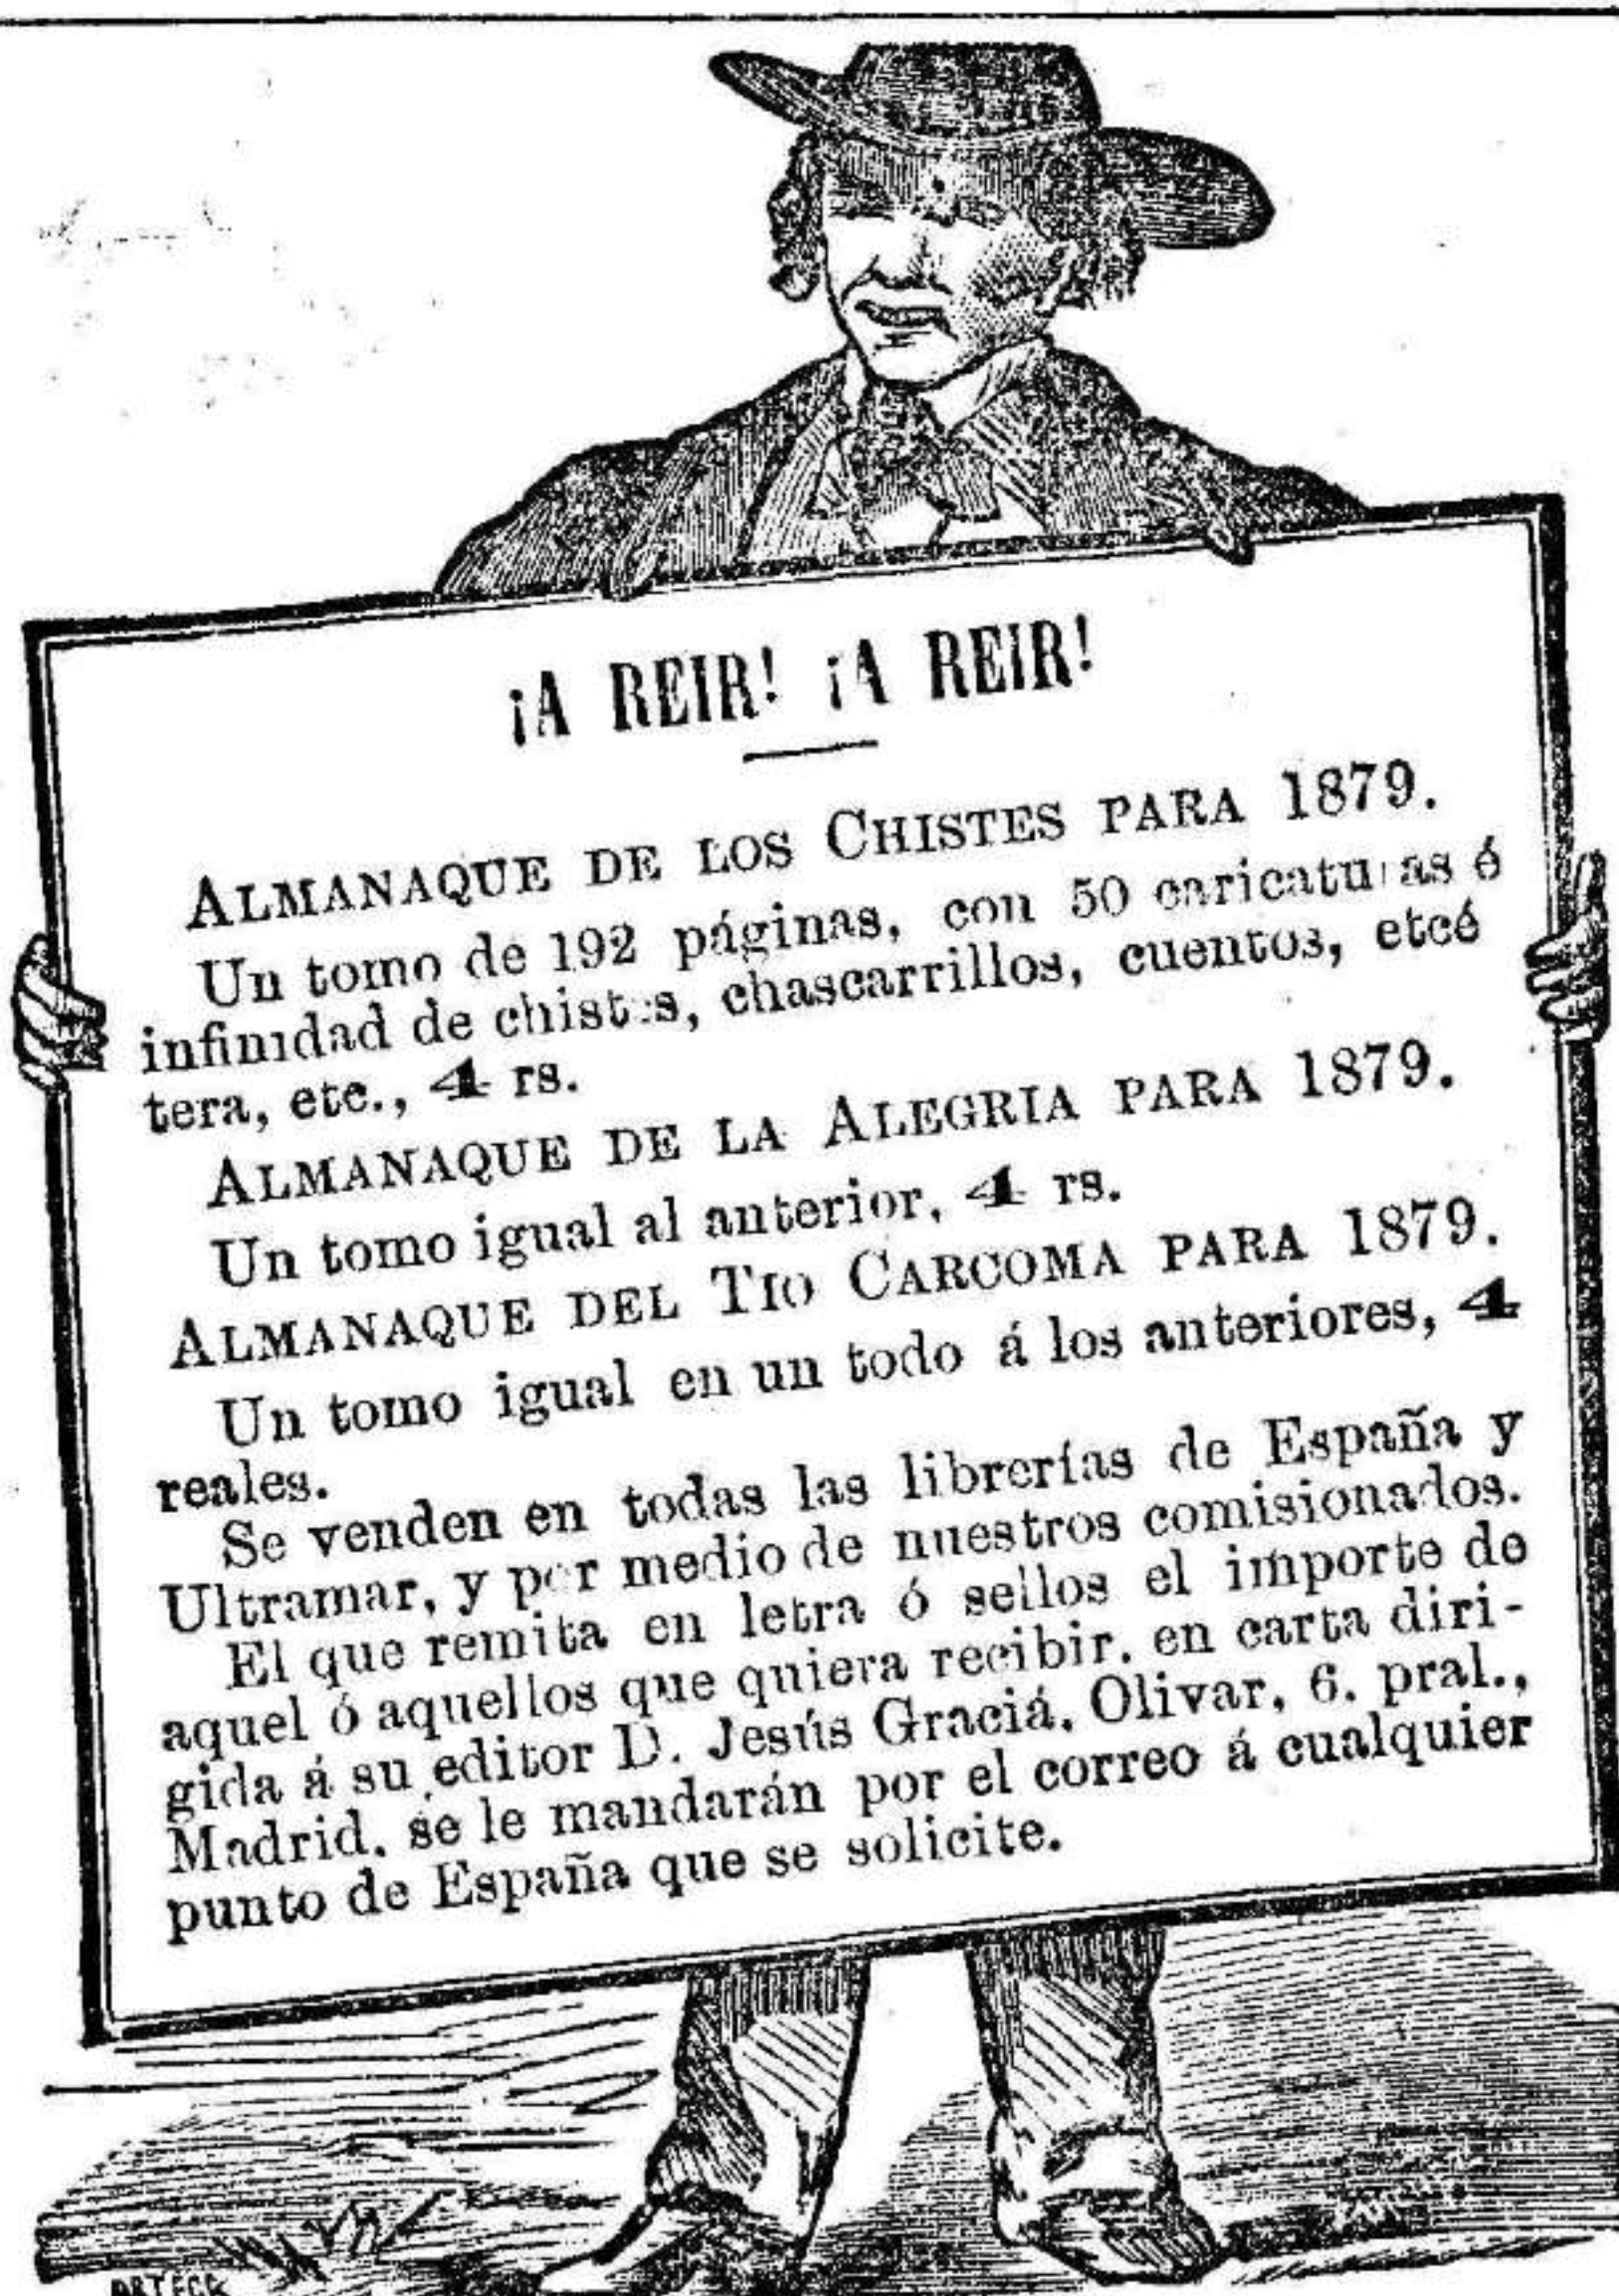 ¡A REIR! ¡A REIR!
ALMANAQUE DE LOS CHISTES PARA 1879.
Un tomo de 192 páginas, con 50 caricaturas é
infinidad de chistes, chascarrillos, cuentos, etcé
tera, etc., 4 rs.
ALMANAQUE DE LA ALEGRIA PARA 1879.
Un tomo igual al anterior, 4 rs.
ALMANAQUE DEL TIO CARCOMA PARA 1879.
Un tomo igual en un todo á los anteriores, 4
reales.
Se venden en todas las librerías de España y
Ultramar, y por medio de nuestros comisionados.
El que remita en letra ó sellos el importe de
aquel ó aquellos que quiera recibir, en carta diri-
gida á su editor D. Jesús Graciá, Olivar, 6, pral.,
Madrid, se le mandarán por el correo á cualquier
punto de España que se solicite.